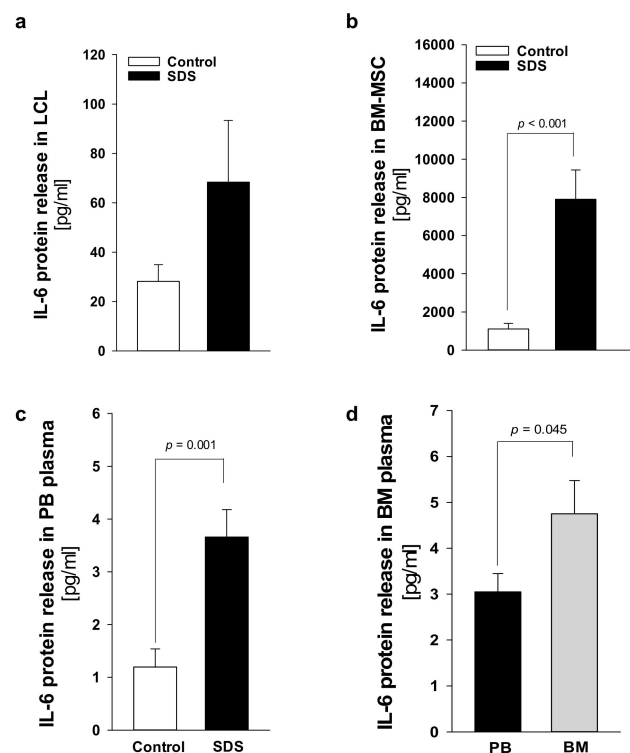 a
Control
SDS
IL-6 protein release in LCL
[pg/ml]
120
100
80
60
40
20
0
b
Control
SDS
IL-6 protein release in BM-MSC
[pg/ml]
16000
14000
12000
10000
8000
6000
4000
2000
0
p < 0.001
c
IL-6 protein release in PB plasma
[pg/ml]
6
5
4
3
2
1
0
p = 0.001
Control
SDS
d
IL-6 protein release in BM plasma
[pg/ml]
7
6
5
4
3
2
1
0
p = 0.045
PB
BM